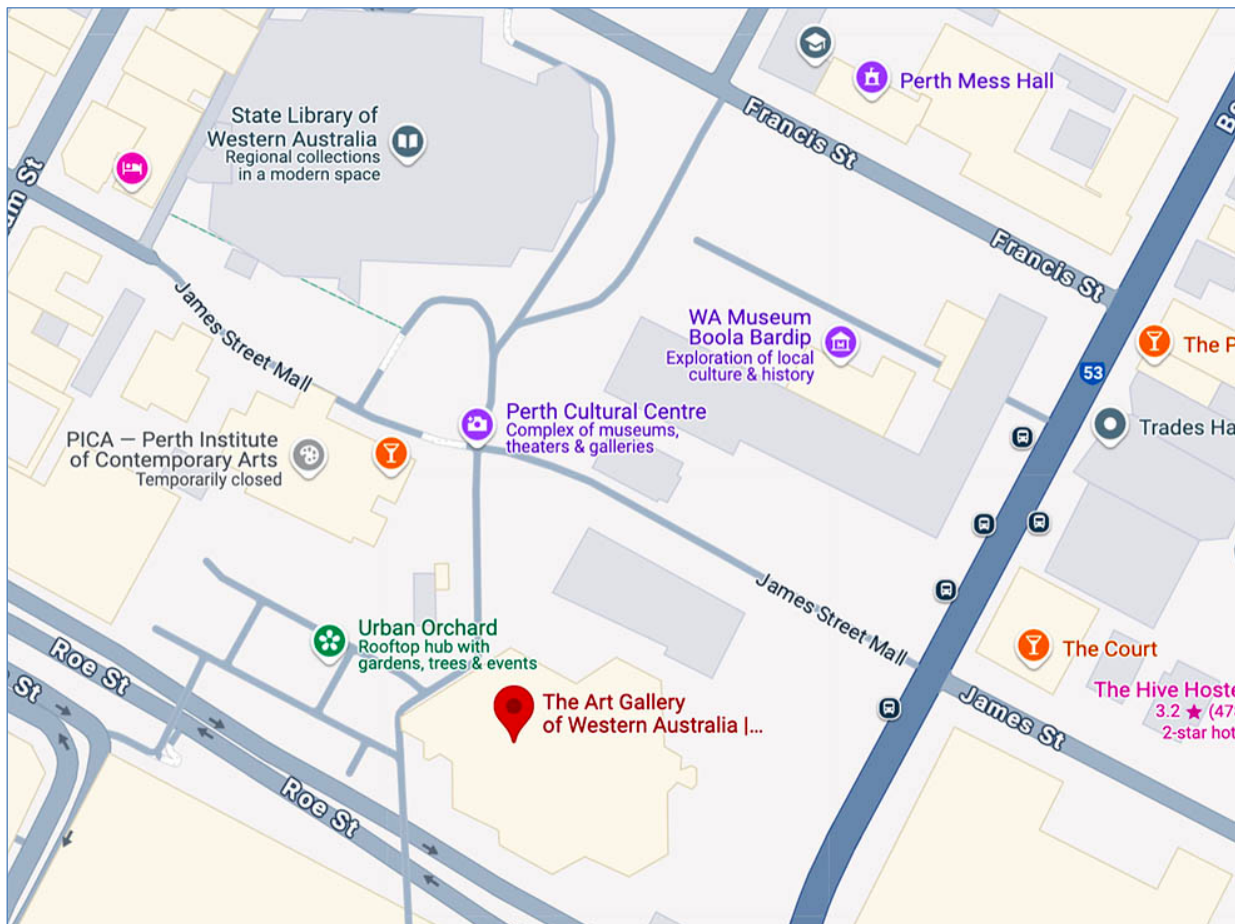 Perth Mess Hall
State Library of
Western Australia
Regional collections
in a modern space
Francis St
Francis St
James Street Mall
WA Museum
Boola Bardip
Exploration of local
culture & history
53
The P
Perth Cultural Centre
Complex of museums,
theaters & galleries
Trades Ha
PICA — Perth Institute
of Contemporary Arts
Temporarily closed
James Street Mall
Urban Orchard
Rooftop hub with
gardens, trees & events
The Court
Roe St
St
The Art Gallery
of Western Australia |...
The Hive Hoste
3.2 ★ (47
2-star hot
James St
Roe St